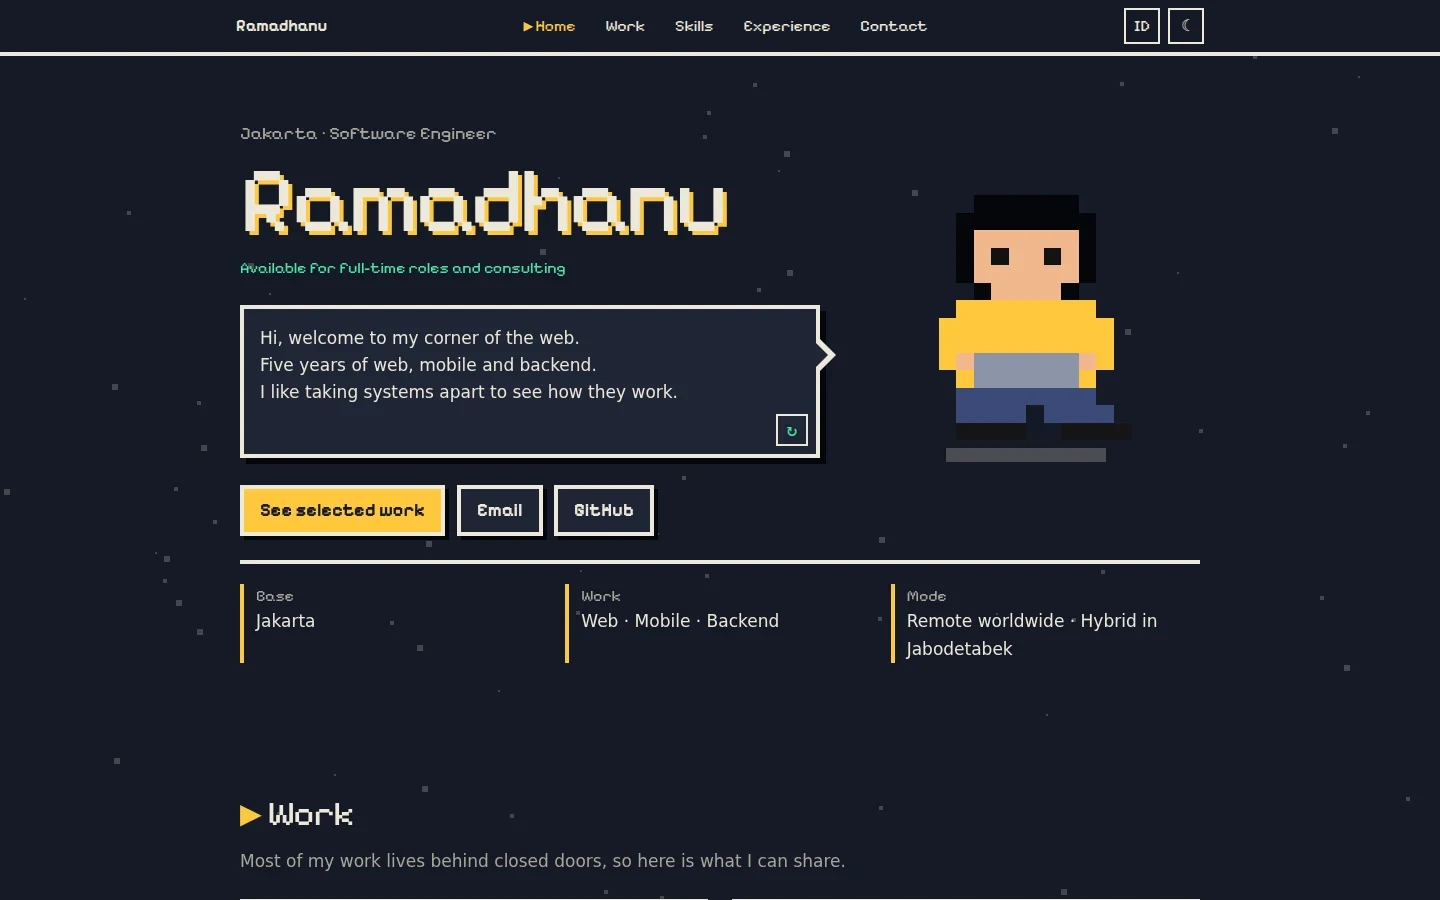 Ramadhanu
▶Home Work Skills Experience Contact
ID
Jakarta · Software Engineer
Ramadhanu
Available for full-time roles and consulting
Hi, welcome to my corner of the web.
Five years of web, mobile and backend.
I like taking systems apart to see how they work.
See selected work
Email
GitHub
Base
Jakarta
Work
Web · Mobile · Backend
Mode
Remote worldwide · Hybrid in
Jabodetabek
▶ Work
Most of my work lives behind closed doors, so here is what I can share.